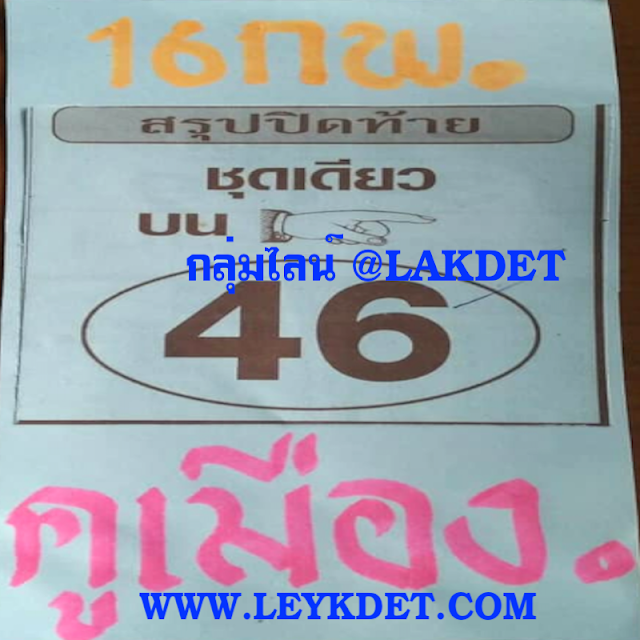 16กพ.
สรุปปิดท้าย
ชุดเดียว
บน
กลุ่มไลน์ @LAKDET
46
คูเมือง.
WWW.LEYKDET.COM